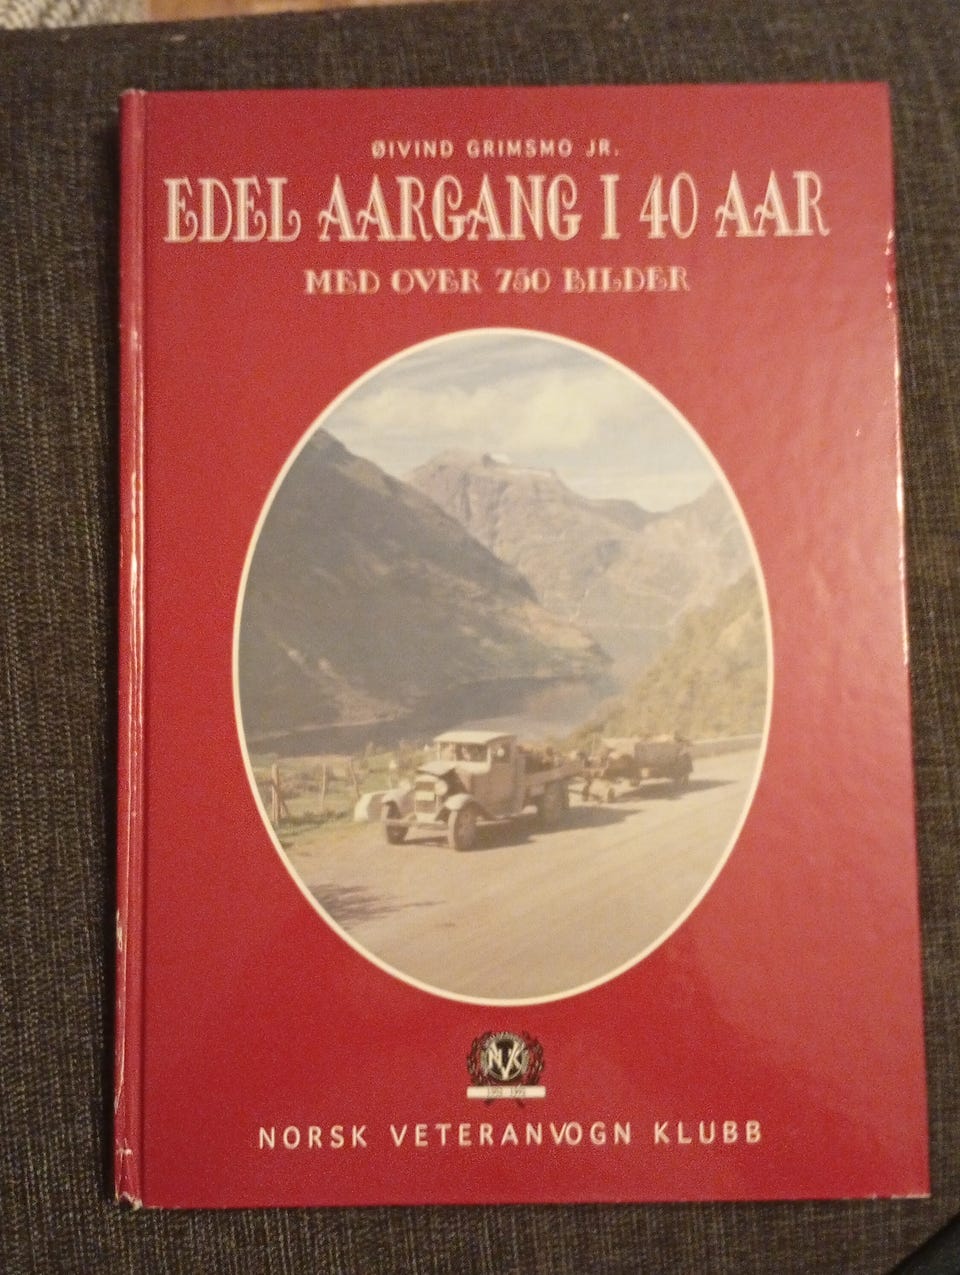 ØIVIND GRIMSMO JR.
EDEL AARGANG I 40 AAR
MED OVER 750 BILDER
NVK
NORSK VETERANVOGN KLUBB